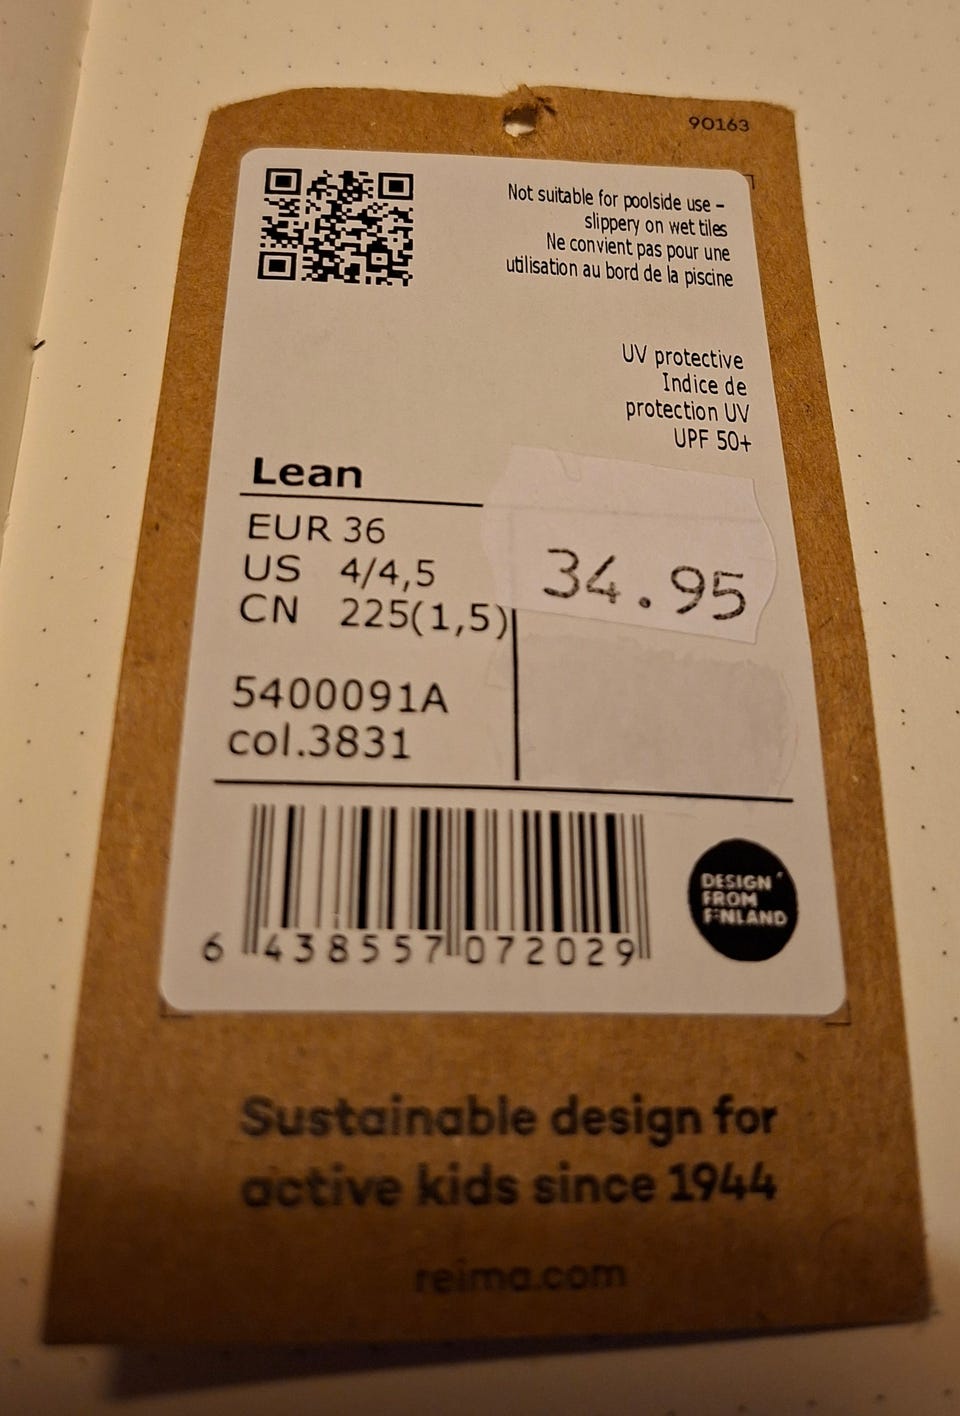 90163
Not suitable for poolside use –
slippery on wet tiles
Ne convient pas pour une
utilisation au bord de la piscine
UV protective
Indice de
protection UV
UPF 50+
Lean
EUR 36
US 4/4,5
CN 225(1,5)
34.95
5400091A
col.3831
6 438557 072029
DESIGN
FROM
FINLAND
Sustainable design for
active kids since 1944
reima.com